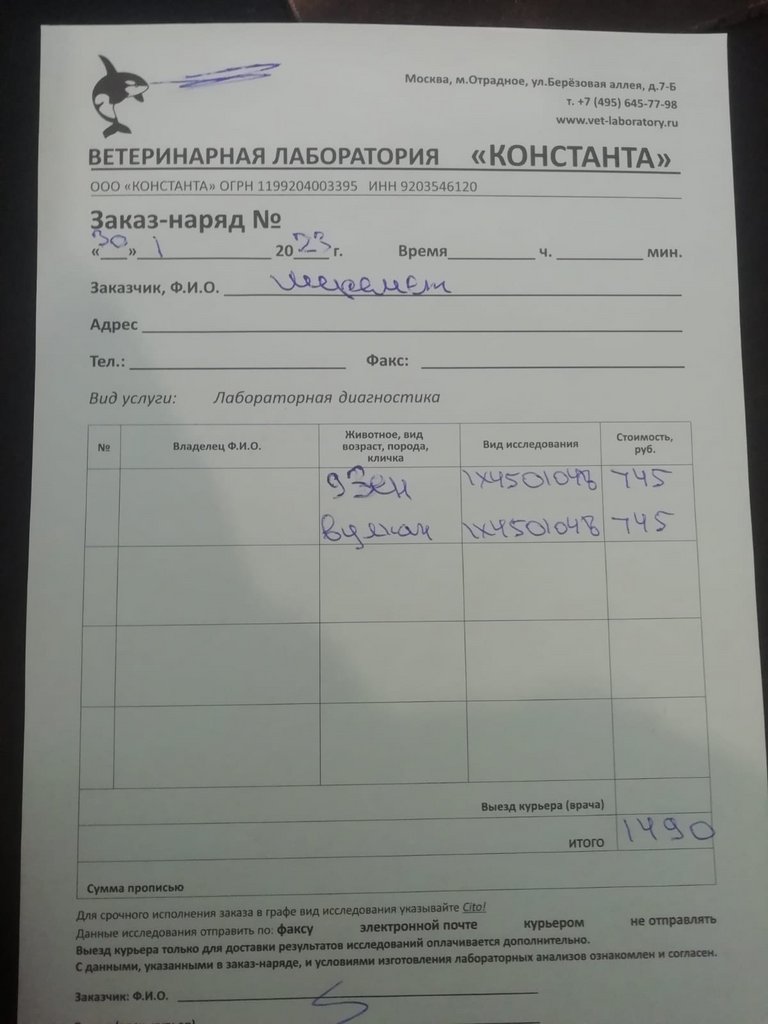 Москва, м.Отрадное, ул.Берёзовая аллея, д.7-Б
т. +7 (495) 645-77-98
www.vet-laboratory.ru
ВЕТЕРИНАРНАЯ ЛАБОРАТОРИЯ «КОНСТАНТА»
ООО «КОНСТАНТА» ОГРН 1199204003395 ИНН 9203546120
Заказ-наряд №
«30» 1 2023 г. Время ч. мин.
Заказчик, Ф.И.О.
Адрес
Тел.: Факс:
Вид услуги: Лабораторная диагностика
№ Владелец Ф.И.О. Животное, вид возраст, порода, кличка Вид исследования Стоимость, руб.
745
вулкан 745
Выезд курьера (врача)
ИТОГО 1490
Сумма прописью
Для срочного исполнения заказа в графе вид исследования указывайте Cito!
Данные исследования отправить по: факсу электронной почте курьером не отправлять
Выезд курьера только для доставки результатов исследований оплачивается дополнительно.
С данными, указанными в заказ-наряде, и условиями изготовления лабораторных анализов ознакомлен и согласен.
Заказчик: Ф.И.О.